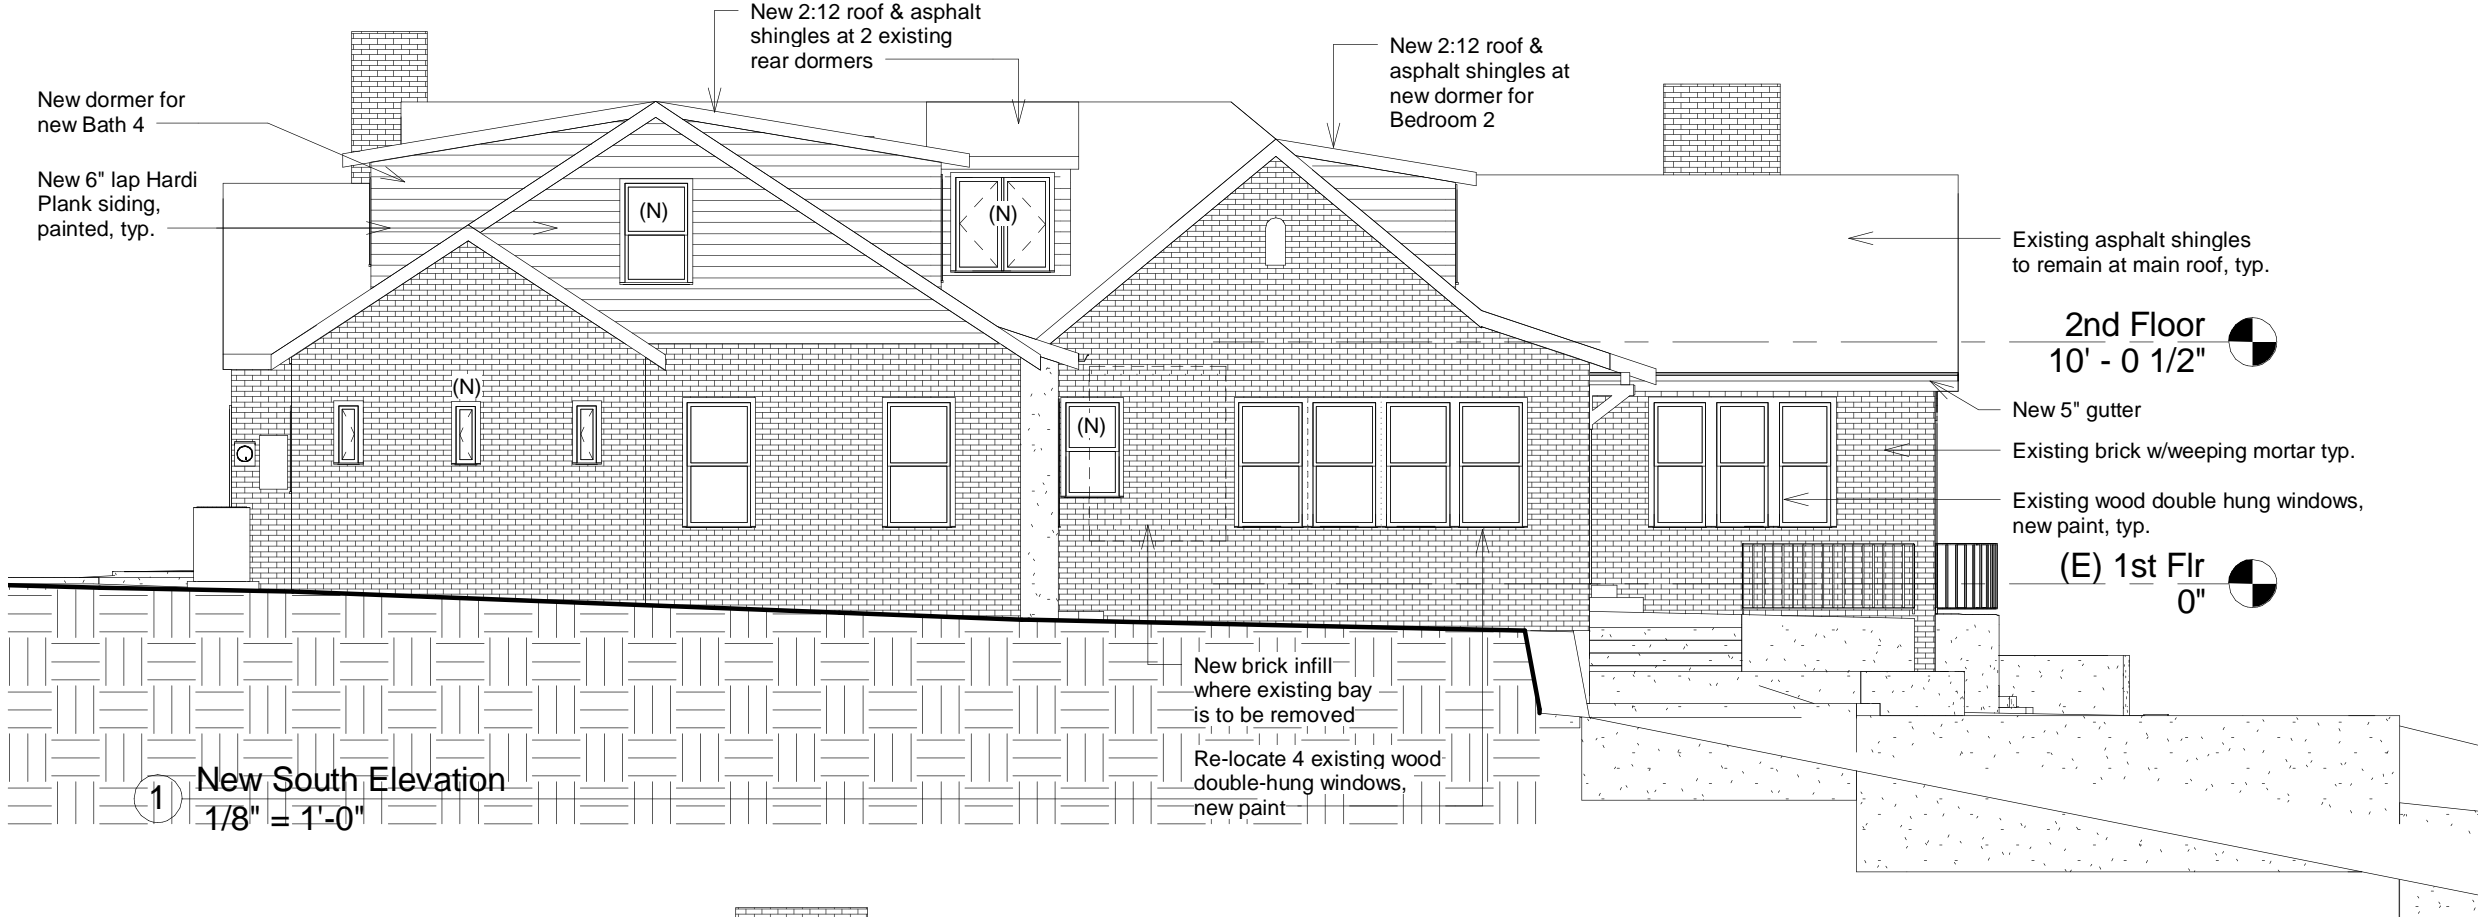 New 2:12 roof & asphalt
shingles at 2 existing
rear dormers
New 2:12 roof &
asphalt shingles at
new dormer for
Bedroom 2
New dormer for
new Bath 4
New 6" lap Hardi
Plank siding,
painted, typ.
(N)
(N)
(N)
(N)
Existing asphalt shingles
to remain at main roof, typ.
2nd Floor
10' - 0 1/2"
New 5" gutter
Existing brick w/weeping mortar typ.
Existing wood double hung windows,
new paint, typ.
(E) 1st Flr
0"
New brick infill
where existing bay
is to be removed
Re-locate 4 existing wood
double-hung windows,
new paint
1
New South Elevation
1/8" = 1'-0"